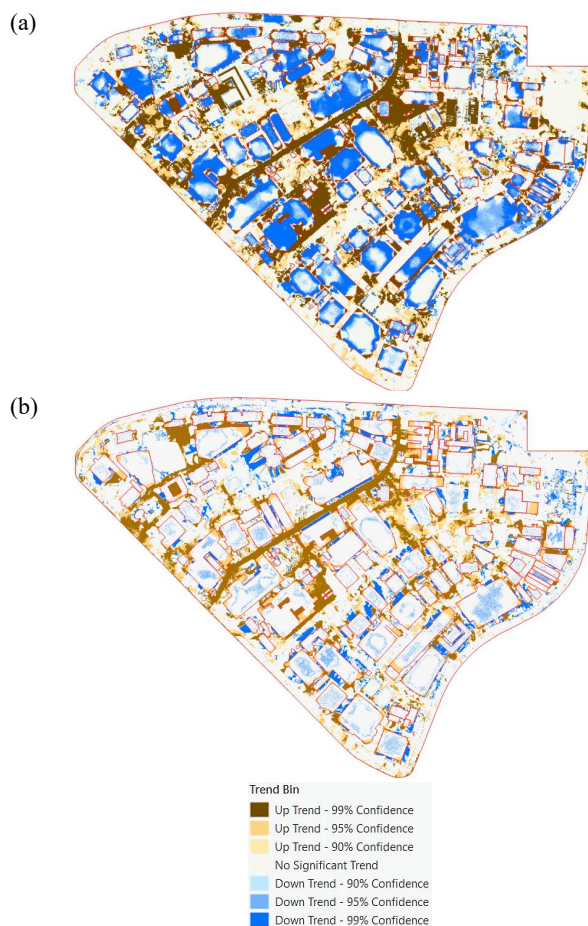 (a)
(b)
Trend Bin
Up Trend - 99% Confidence
Up Trend - 95% Confidence
Up Trend - 90% Confidence
No Significant Trend
Down Trend - 90% Confidence
Down Trend - 95% Confidence
Down Trend - 99% Confidence